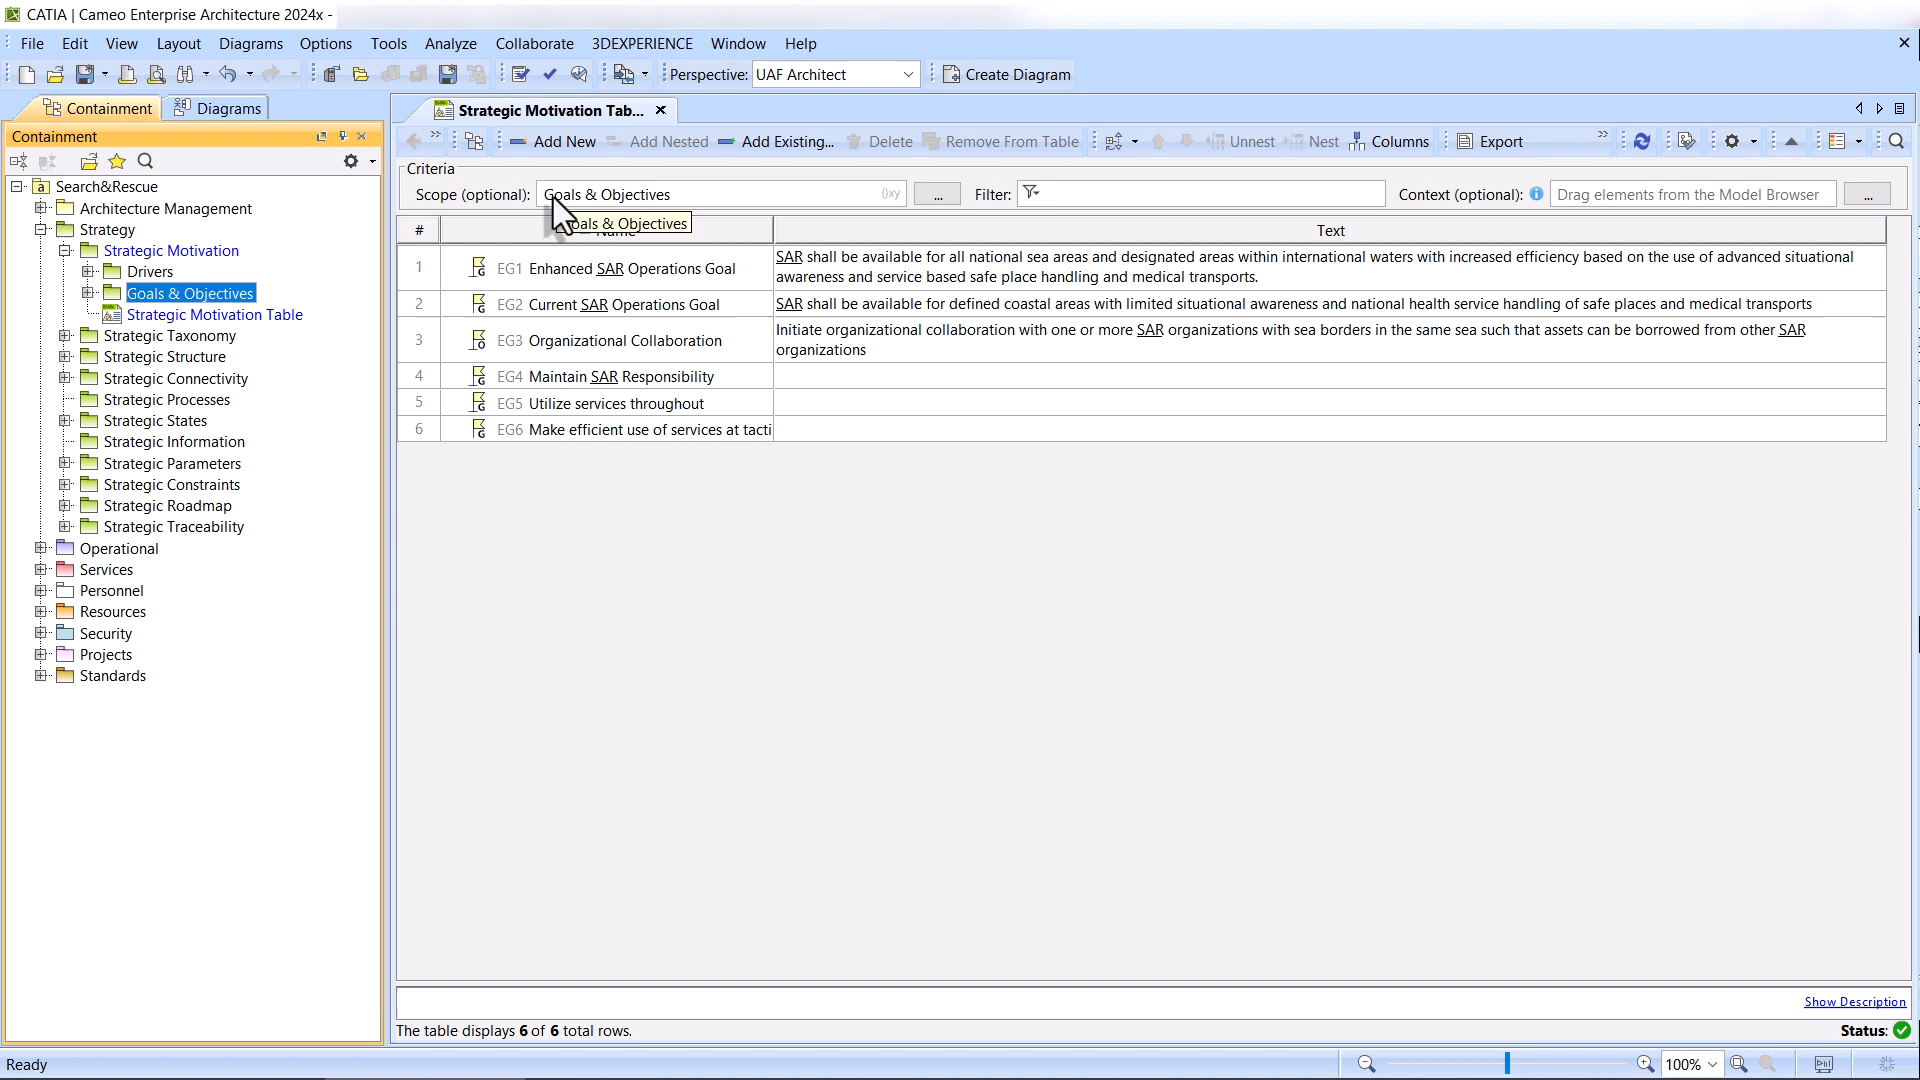 CATIA | Cameo Enterprise Architecture 2024x -
File Edit View Layout Diagrams Options Tools Analyze Collaborate 3DEXPERIENCE Window Help
Perspective: UAF Architect Create Diagram
Containment Diagrams
Strategic Motivation Tab...
Containment
Add New Add Nested Add Existing... Delete Remove From Table Unnest Nest Columns Export
Criteria
Scope (optional): Goals & Objectives ... Filter: Context (optional): Drag elements from the Model Browser ...
Search&Rescue
Architecture Management
Strategy
Strategic Motivation
Drivers
Goals & Objectives
Strategic Motivation Table
Strategic Taxonomy
Strategic Structure
Strategic Connectivity
Strategic Processes
Strategic States
Strategic Information
Strategic Parameters
Strategic Constraints
Strategic Roadmap
Strategic Traceability
Operational
Services
Personnel
Resources
Security
Projects
Standards
# Text
1 EG1 Enhanced SAR Operations Goal
SAR shall be available for all national sea areas and designated areas within international waters with increased efficiency based on the use of advanced situational
awareness and service based safe place handling and medical transports.
2 EG2 Current SAR Operations Goal SAR shall be available for defined coastal areas with limited situational awareness and national health service handling of safe places and medical transports
3 EG3 Organizational Collaboration
Initiate organizational collaboration with one or more SAR organizations with sea borders in the same sea such that assets can be borrowed from other SAR
organizations
4 EG4 Maintain SAR Responsibility
5 EG5 Utilize services throughout
6 EG6 Make efficient use of services at tacti
Show Description
The table displays 6 of 6 total rows.
Status:
Ready
100%